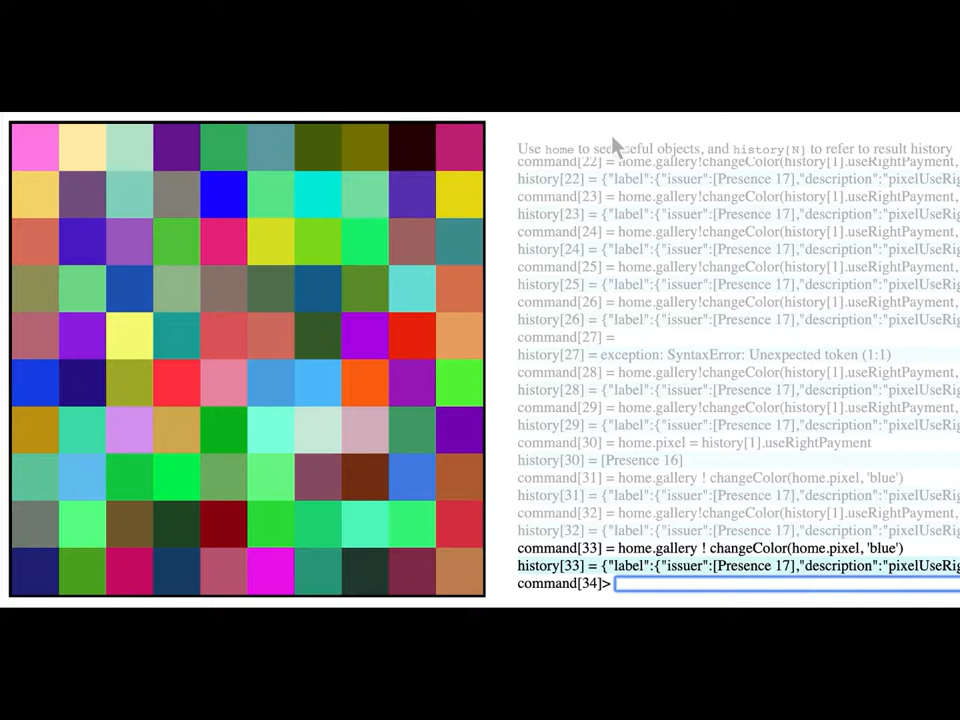 Use home to see useful objects, and history[N] to refer to result history
command[22] = home.gallery!changeColor(history[1].useRightPayment,
history[22] = {"label":{"issuer":[Presence 17],"description":"pixelUseRig
command[23] = home.gallery!changeColor(history[1].useRightPayment,
history[23] = {"label":{"issuer":[Presence 17],"description":"pixelUseRig
command[24] = home.gallery!changeColor(history[1].useRightPayment,
history[24] = {"label":{"issuer":[Presence 17],"description":"pixelUseRig
command[25] = home.gallery!changeColor(history[1].useRightPayment,
history[25] = {"label":{"issuer":[Presence 17],"description":"pixelUseRig
command[26] = home.gallery!changeColor(history[1].useRightPayment,
history[26] = {"label":{"issuer":[Presence 17],"description":"pixelUseRig
command[27] =
history[27] = exception: SyntaxError: Unexpected token (1:1)
command[28] = home.gallery!changeColor(history[1].useRightPayment,
history[28] = {"label":{"issuer":[Presence 17],"description":"pixelUseRig
command[29] = home.gallery!changeColor(history[1].useRightPayment,
history[29] = {"label":{"issuer":[Presence 17],"description":"pixelUseRig
command[30] = home.pixel = history[1].useRightPayment
history[30] = [Presence 16]
command[31] = home.gallery ! changeColor(home.pixel, 'blue')
history[31] = {"label":{"issuer":[Presence 17],"description":"pixelUseRig
command[32] = home.gallery!changeColor(history[1].useRightPayment,
history[32] = {"label":{"issuer":[Presence 17],"description":"pixelUseRig
command[33] = home.gallery ! changeColor(home.pixel, 'blue')
history[33] = {"label":{"issuer":[Presence 17],"description":"pixelUseRig
command[34]>